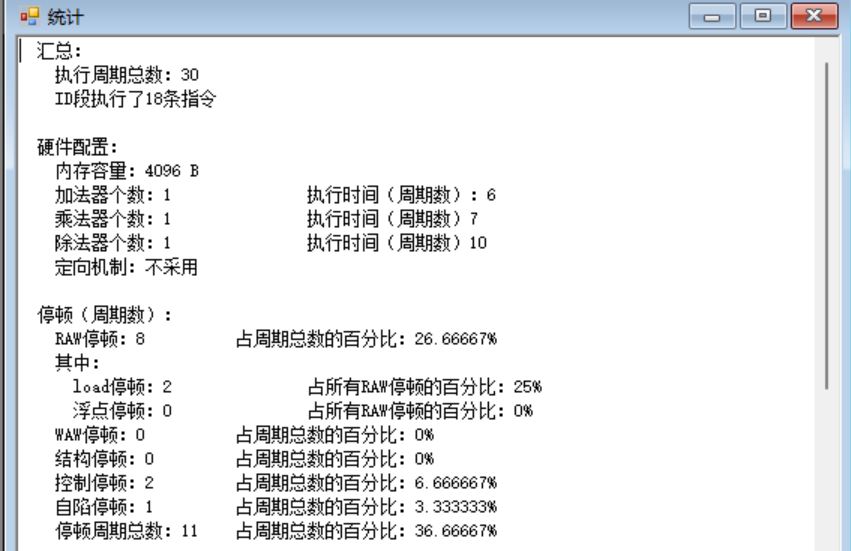 统计
汇总:
执行周期总数: 30
ID段执行了18条指令
硬件配置:
内存容量: 4096 B
加法器个数: 1 执行时间（周期数）: 6
乘法器个数: 1 执行时间（周期数）7
除法器个数: 1 执行时间（周期数）10
定向机制: 不采用
停顿（周期数）:
RAW停顿: 8 占周期总数的百分比: 26.66667%
其中:
load停顿: 2 占所有RAW停顿的百分比: 25%
浮点停顿: 0 占所有RAW停顿的百分比: 0%
WAW停顿: 0 占周期总数的百分比: 0%
结构停顿: 0 占周期总数的百分比: 0%
控制停顿: 2 占周期总数的百分比: 6.666667%
自陷停顿: 1 占周期总数的百分比: 3.333333%
停顿周期总数: 11 占周期总数的百分比: 36.66667%